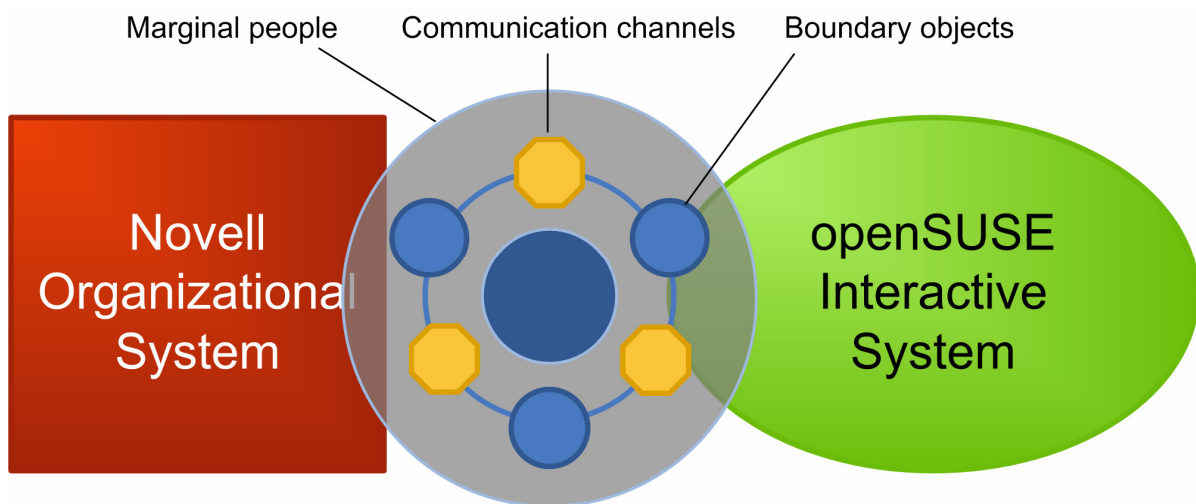 Marginal people
Communication channels
Boundary objects
Novell
Organizational
System
openSUSE
Interactive
System